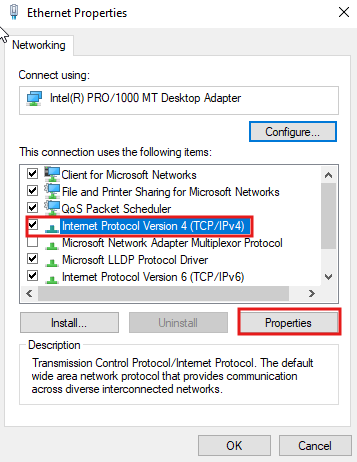 Ethernet Properties
Networking
Connect using:
Intel(R) PRO/1000 MT Desktop Adapter
Configure...
This connection uses the following items:
Client for Microsoft Networks
File and Printer Sharing for Microsoft Networks
QoS Packet Scheduler
Internet Protocol Version 4 (TCP/IPv4)
Microsoft Network Adapter Multiplexor Protocol
Microsoft LLDP Protocol Driver
Internet Protocol Version 6 (TCP/IPv6)
Install...
Uninstall
Properties
Description
Transmission Control Protocol/Internet Protocol. The default
wide area network protocol that provides communication
across diverse interconnected networks.
OK
Cancel